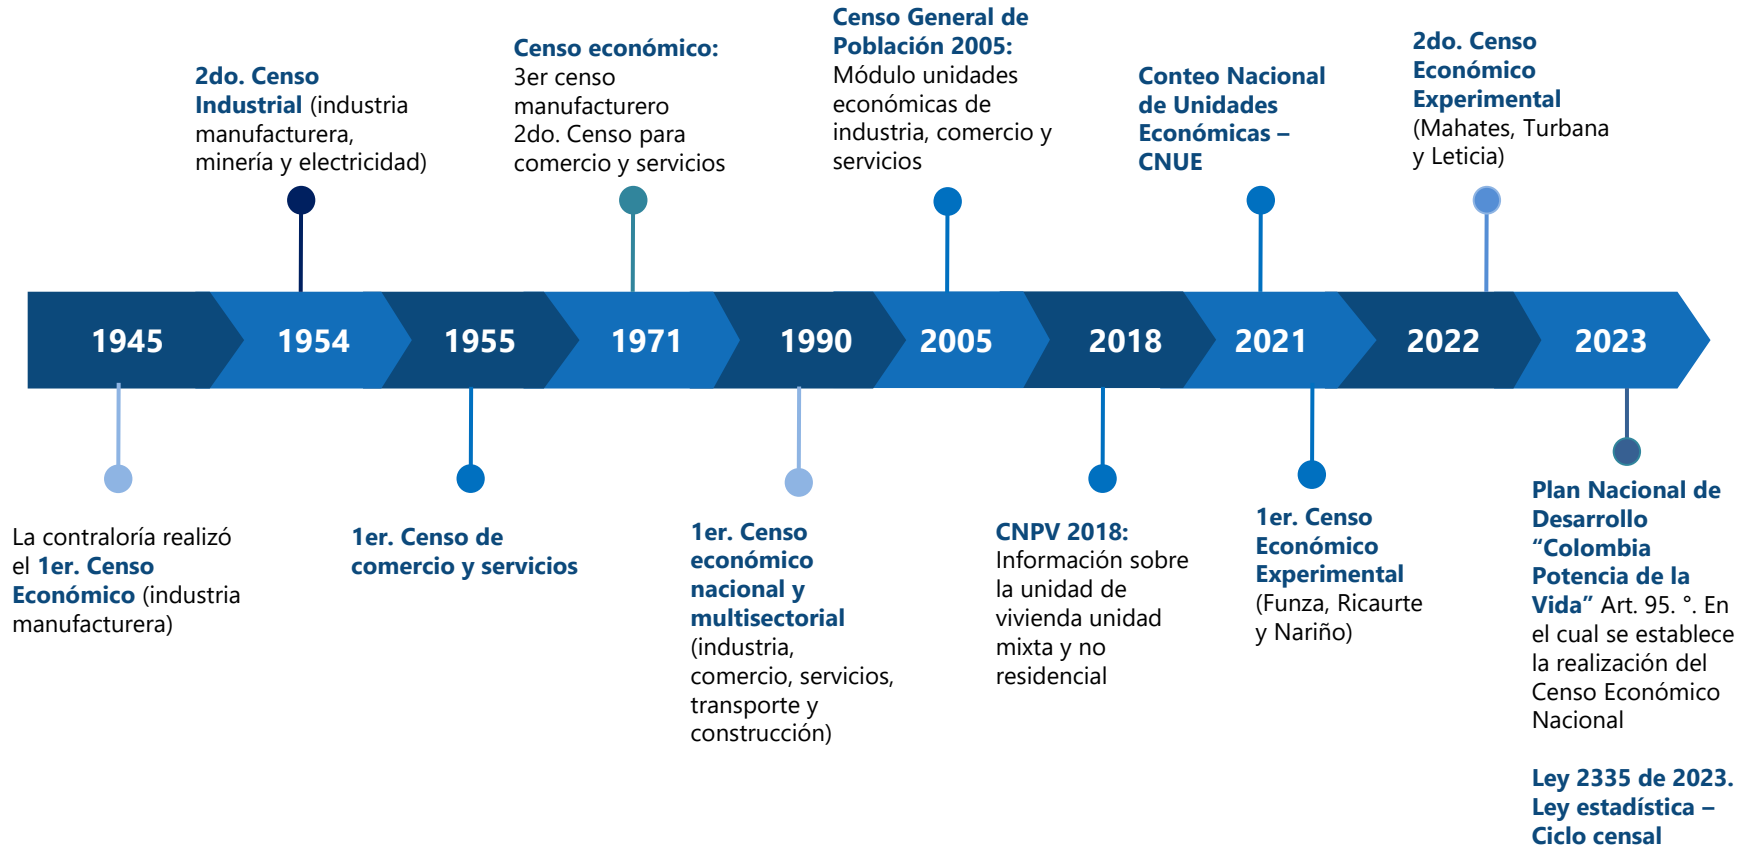 2do. Censo
Industrial (industria
manufacturera,
minería y electricidad)
Censo económico:
3er censo
manufacturero
2do. Censo para
comercio y servicios
Censo General de
Población 2005:
Módulo unidades
económicas de
industria, comercio y
servicios
Conteo Nacional
de Unidades
Económicas –
CNUE
2do. Censo
Económico
Experimental
(Mahates, Turbana
y Leticia)
1945
1954
1955
1971
1990
2005
2018
2021
2022
2023
La contraloría realizó
el 1er. Censo
Económico (industria
manufacturera)
1er. Censo de
comercio y servicios
1er. Censo
económico
nacional y
multisectorial
(industria,
comercio, servicios,
transporte y
construcción)
CNPV 2018:
Información sobre
la unidad de
vivienda unidad
mixta y no
residencial
1er. Censo
Económico
Experimental
(Funza, Ricaurte
y Nariño)
Plan Nacional de
Desarrollo
“Colombia
Potencia de la
Vida” Art. 95. °. En
el cual se establece
la realización del
Censo Económico
Nacional
Ley 2335 de 2023.
Ley estadística –
Ciclo censal